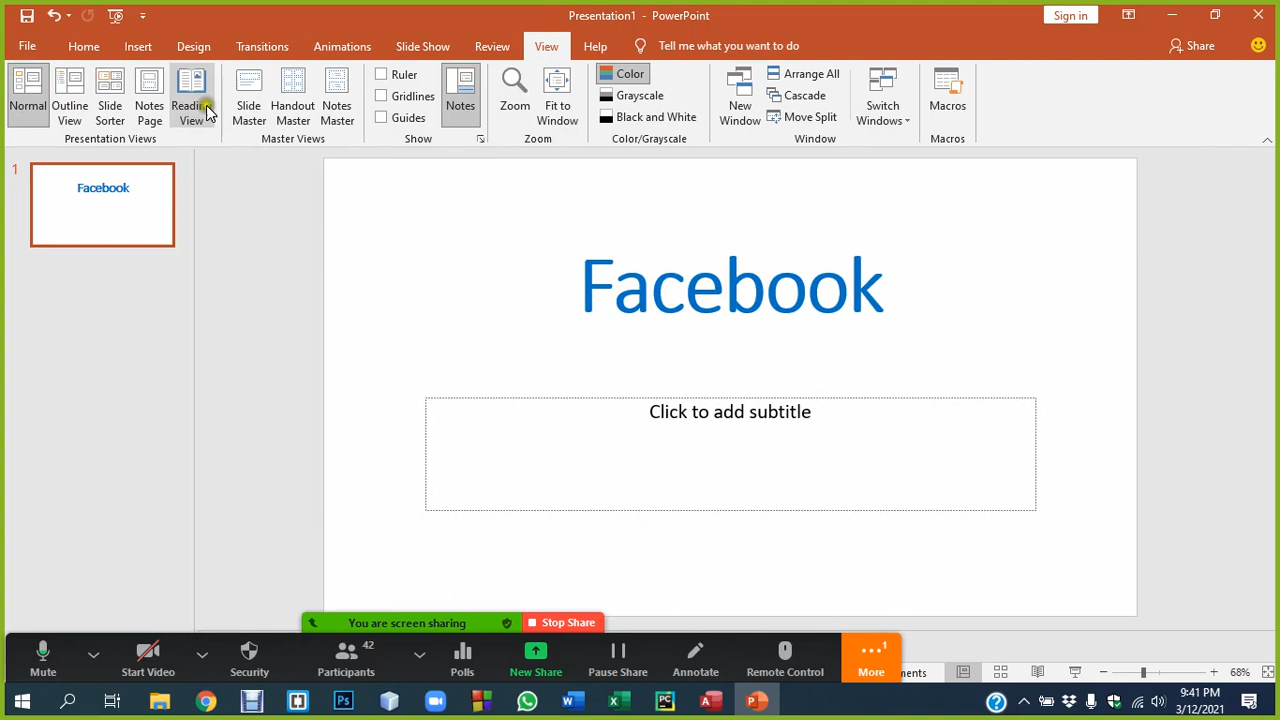 Presentation1 - PowerPoint
Sign in
File Home Insert Design Transitions Animations Slide Show Review View Help Tell me what you want to do Share
Normal Outline View Slide Sorter Notes Page Reading View
Slide Master Handout Master Notes Master
Ruler
Gridlines
Guides
Notes
Zoom Fit to Window
Color
Grayscale
Black and White
New Window
Arrange All
Cascade
Move Split
Switch Windows
Macros
Presentation Views Master Views Show Zoom Color/Grayscale Window Macros
1
Facebook
Facebook
Click to add subtitle
You are screen sharing Stop Share
42
1
Mute Start Video Security Participants Polls New Share Pause Share Annotate Remote Control More
68%
9:41 PM
3/12/2021